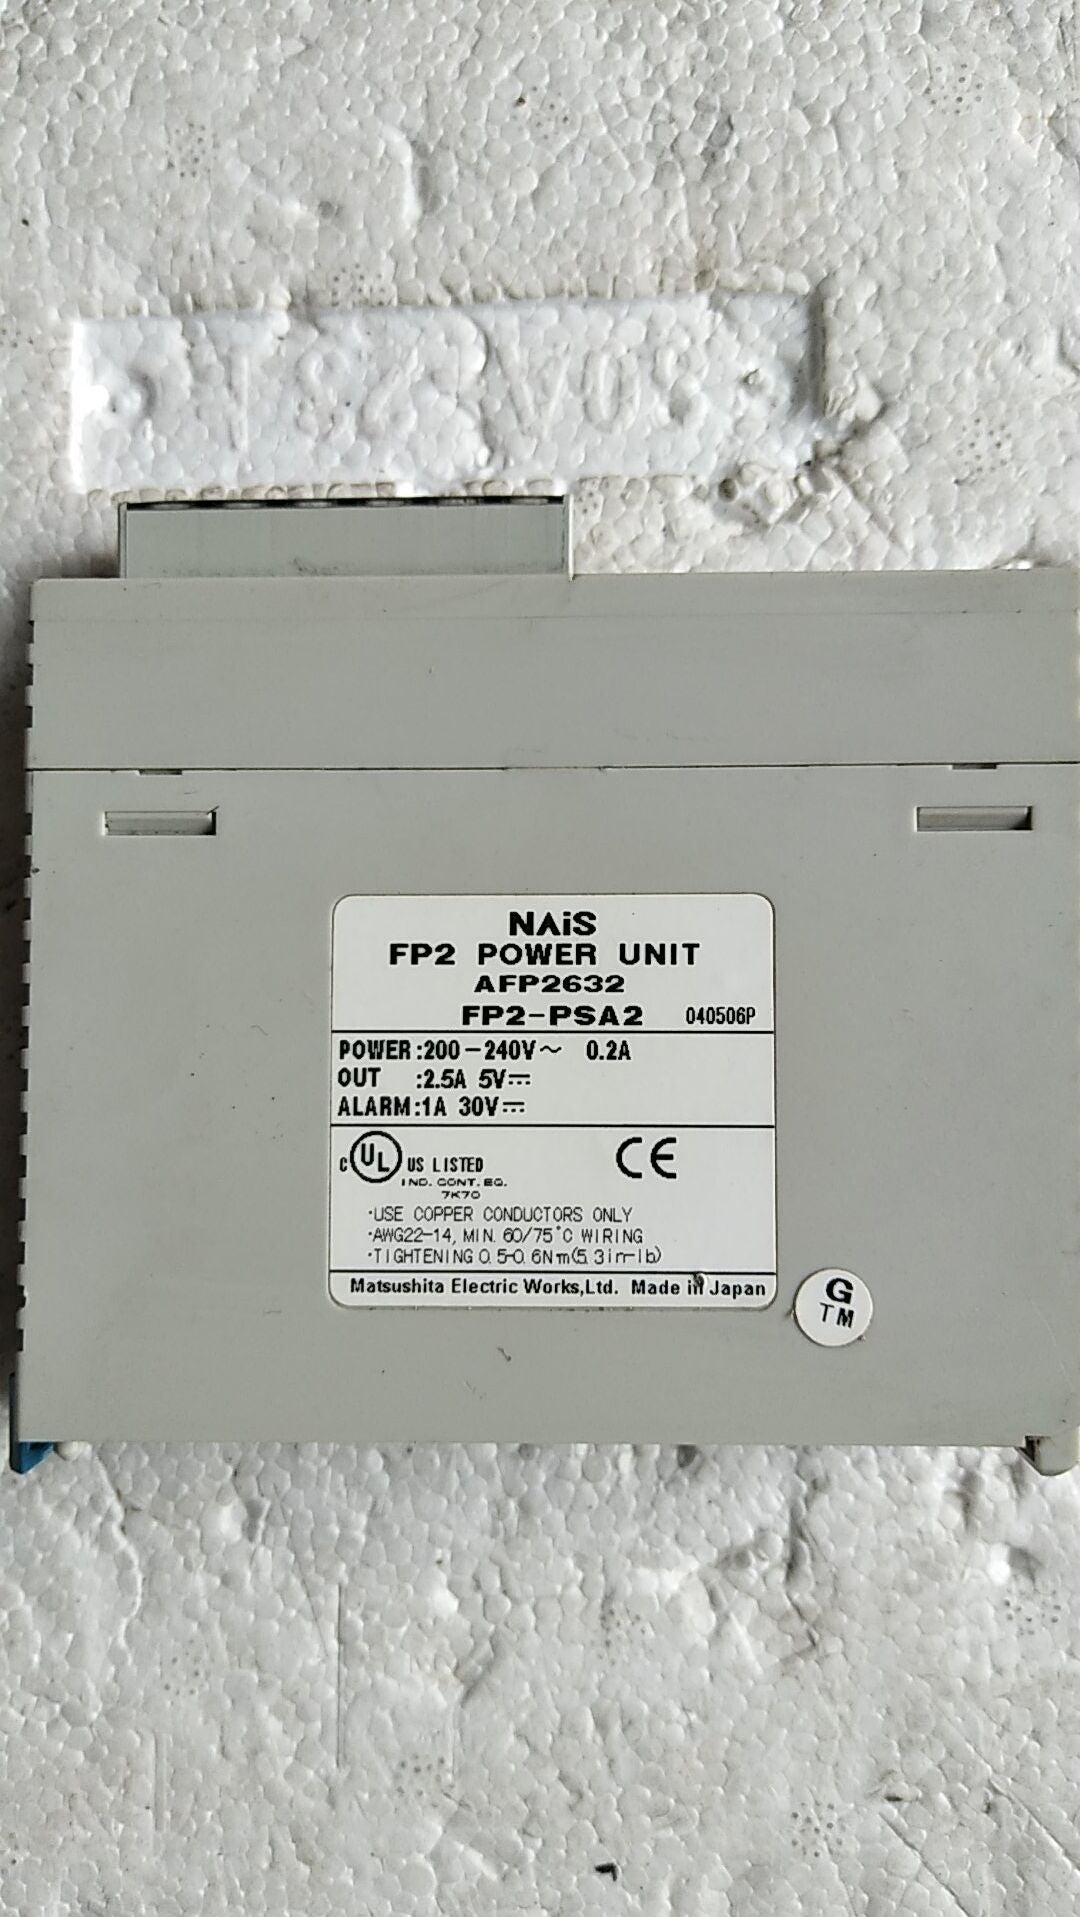 NAiS
FP2 POWER UNIT
AFP2632
FP2-PSA2 040506P
POWER:200-240V～ 0.2A
OUT :2.5A 5V⎓
ALARM:1A 30V⎓
C UL US LISTED CE
IND. CONT. EQ.
7K70
·USE COPPER CONDUCTORS ONLY
·AWG22-14, MIN. 60/75°C WIRING
·TIGHTENING 0.5-0.6Nm(5.3in-lb)
Matsushita Electric Works,Ltd. Made in Japan
G
TM